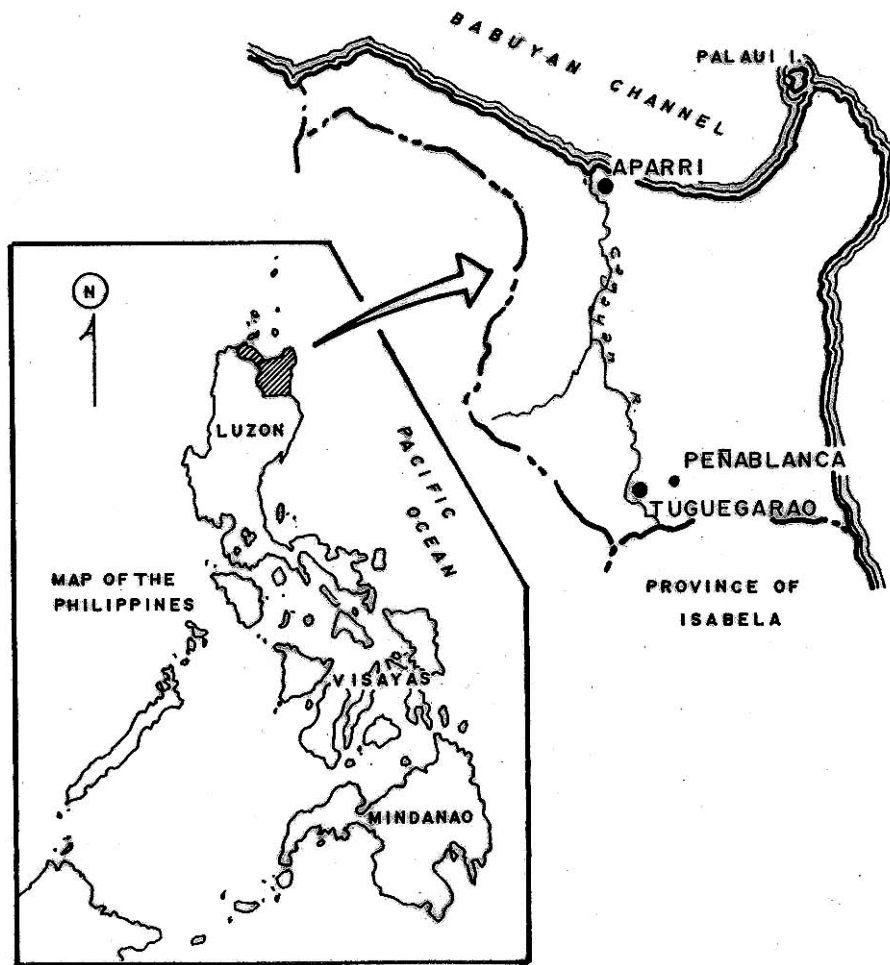 BABUYAN CHANNEL
PALAUI I.
APARRI
Cagayan R.
N
LUZON
PACIFIC
OCEAN
PEÑABLANCA
TUGUEGARAO
MAP OF THE
PHILIPPINES
PROVINCE OF
ISABELA
VISAYAS
MINDANAO